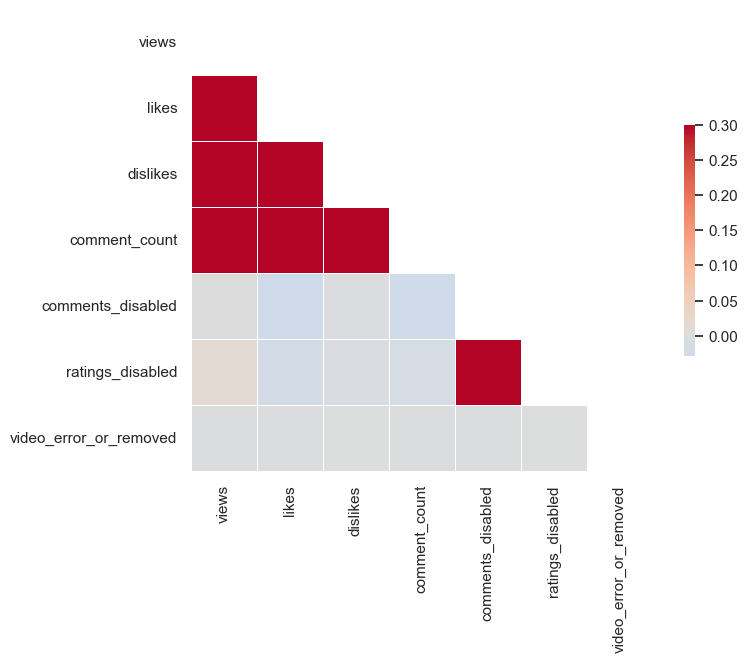 views
likes
dislikes
comment_count
comments_disabled
ratings_disabled
video_error_or_removed
views
likes
dislikes
comment_count
comments_disabled
ratings_disabled
video_error_or_removed
0.30
0.25
0.20
0.15
0.10
0.05
0.00